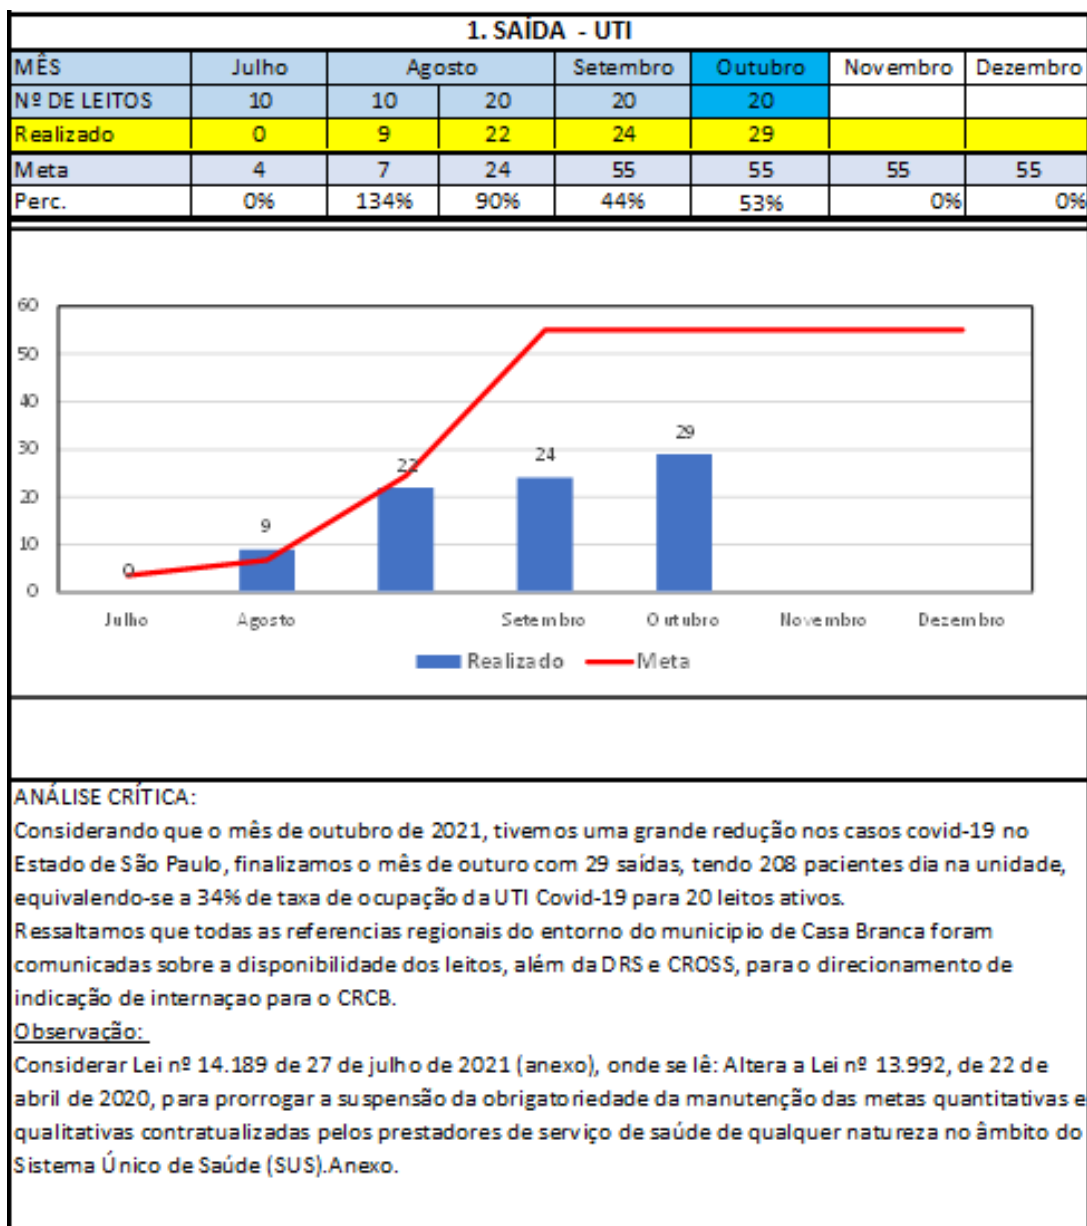 1. SAÍDA - UTI
MÊS Julho Agosto Setembro Outubro Novembro Dezembro
Nº DE LEITOS 10 10 20 20 20
Realizado 0 9 22 24 29
Meta 4 7 24 55 55 55 55
Perc. 0% 134% 90% 44% 53% 0% 0%
60
50
40
30
20
10
0
0 9 22 24 29
Julho Agosto Setembro Outubro Novembro Dezembro
Realizado Meta
ANÁLISE CRÍTICA:
Considerando que o mês de outubro de 2021, tivemos uma grande redução nos casos covid-19 no
Estado de São Paulo, finalizamos o mês de outuro com 29 saídas, tendo 208 pacientes dia na unidade,
equivalendo-se a 34% de taxa de ocupação da UTI Covid-19 para 20 leitos ativos.
Ressaltamos que todas as referencias regionais do entorno do municipio de Casa Branca foram
comunicadas sobre a disponibilidade dos leitos, além da DRS e CROSS, para o direcionamento de
indicação de internaçao para o CRCB.
Observação:
Considerar Lei nº 14.189 de 27 de julho de 2021 (anexo), onde se lê: Altera a Lei nº 13.992, de 22 de
abril de 2020, para prorrogar a suspensão da obrigatoriedade da manutenção das metas quantitativas e
qualitativas contratualizadas pelos prestadores de serviço de saúde de qualquer natureza no âmbito do
Sistema Único de Saúde (SUS).Anexo.